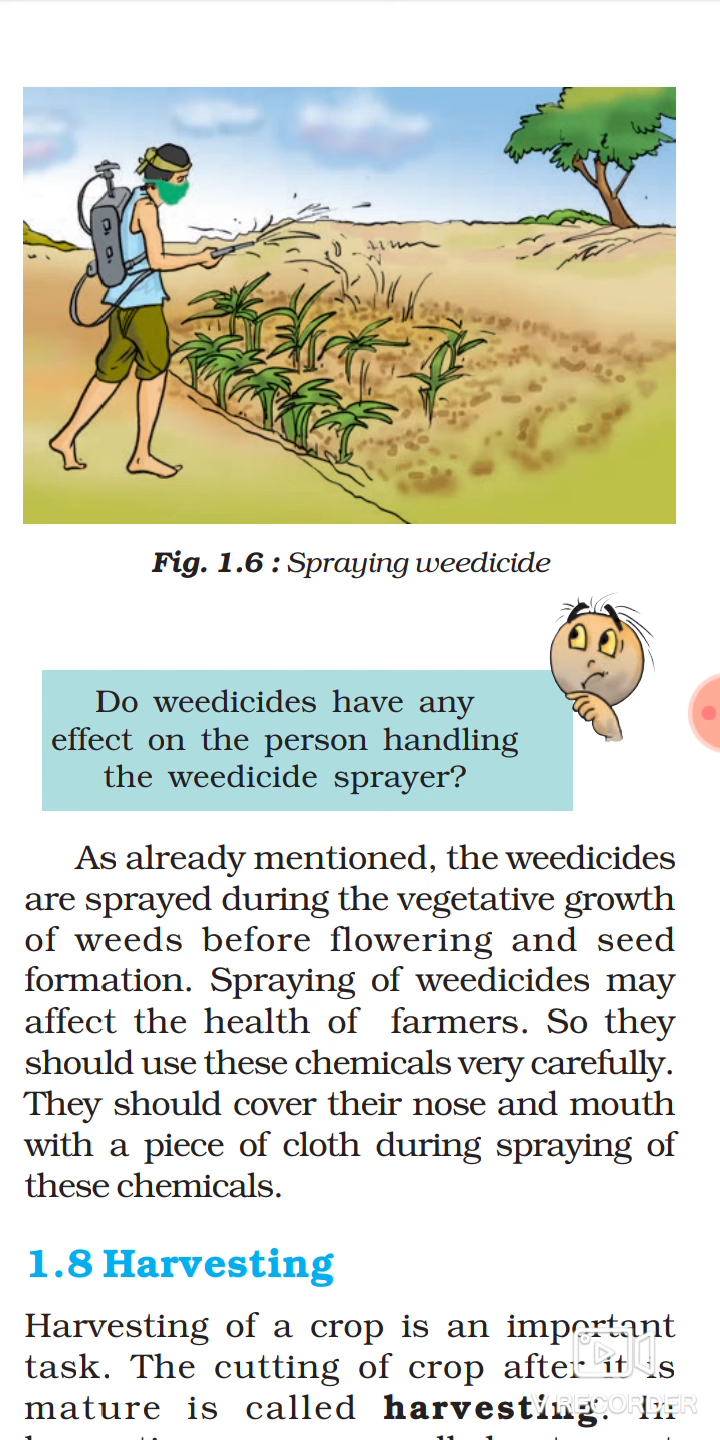 Fig. 1.6 : Spraying weedicide
Do weedicides have any
effect on the person handling
the weedicide sprayer?
As already mentioned, the weedicides
are sprayed during the vegetative growth
of weeds before flowering and seed
formation. Spraying of weedicides may
affect the health of farmers. So they
should use these chemicals very carefully.
They should cover their nose and mouth
with a piece of cloth during spraying of
these chemicals.
1.8 Harvesting
Harvesting of a crop is an important
task. The cutting of crop after it is
mature is called harvesting. In
V RECORDER